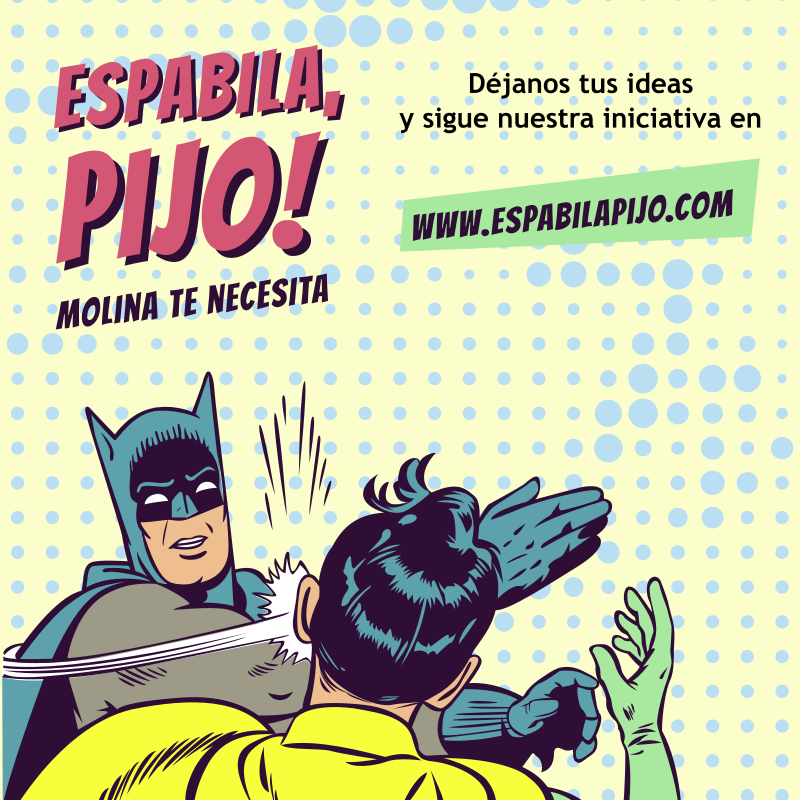 ESPABILA,
PIJO!
MOLINA TE NECESITA
Déjanos tus ideas
y sigue nuestra iniciativa en
WWW.ESPABILAPIJO.COM